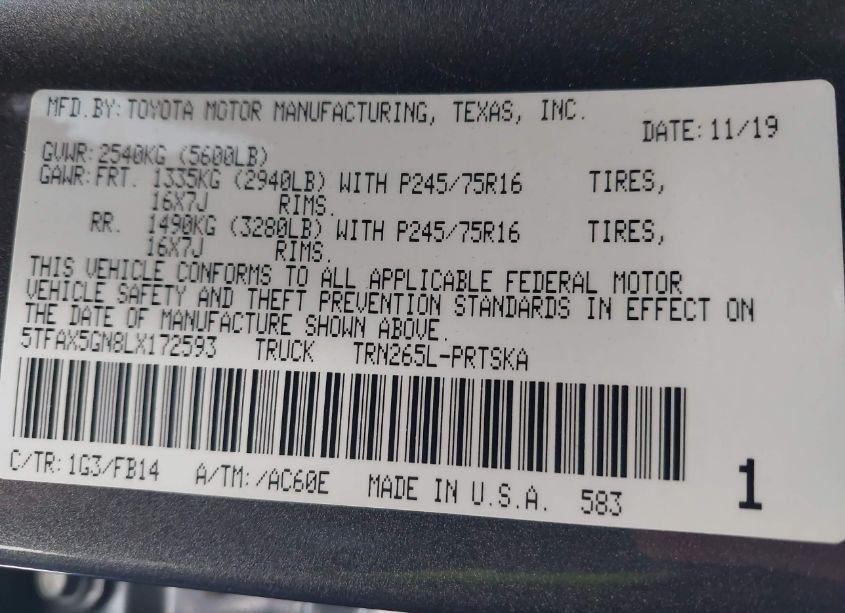 MFD.BY:TOYOTA MOTOR MANUFACTURING, TEXAS, INC.
DATE:11/19
GVWR:2540KG (5600LB)
GAWR:FRT. 1335KG (2940LB) WITH P245/75R16 TIRES,
16X7J RIMS.
RR. 1490KG (3280LB) WITH P245/75R16 TIRES,
16X7J RIMS.
THIS VEHICLE CONFORMS TO ALL APPLICABLE FEDERAL MOTOR
VEHICLE SAFETY AND THEFT PREVENTION STANDARDS IN EFFECT ON
THE DATE OF MANUFACTURE SHOWN ABOVE.
5TFAX5GN8LX172593 TRUCK TRN265L-PRTSKA
C/TR:1G3/FB14 A/TM:/AC60E MADE IN U.S.A. 583 1